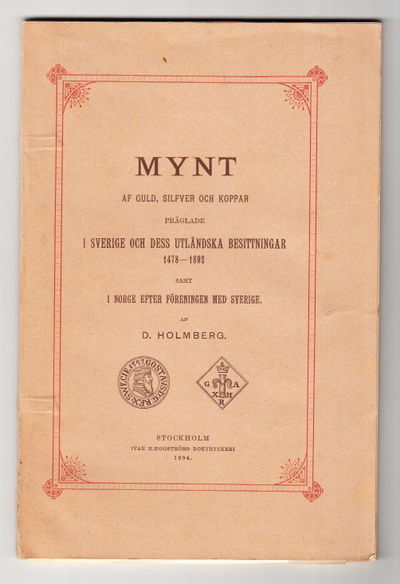 MYNT
AF GULD, SILFVER OCH KOPPAR
PRÄGLADE
I SVERIGE OCH DESS UTLÄNDSKA BESITTNINGAR
1478—1892
SAMT
I NORGE EFTER FÖRENINGEN MED SVERIGE.
AF
D. HOLMBERG.
G A
X M
R
STOCKHOLM
IVAR HÆGGSTRÖMS BOKTRYCKERI
1894.